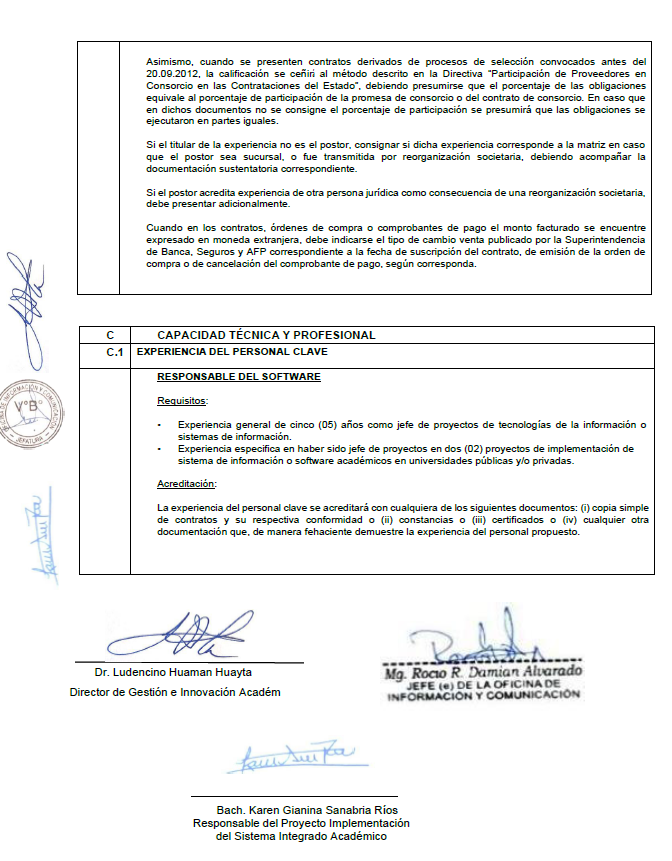 Asimismo, cuando se presenten contratos derivados de procesos de selección convocados antes del
20.09.2012, la calificación se ceñirá al método descrito en la Directiva "Participación de Proveedores en
Consorcio en las Contrataciones del Estado", debiendo presumirse que el porcentaje de las obligaciones
equivale al porcentaje de participación de la promesa de consorcio o del contrato de consorcio. En caso que
en dichos documentos no se consigne el porcentaje de participación se presumirá que las obligaciones se
ejecutaron en partes iguales.
Si el titular de la experiencia no es el postor, consignar si dicha experiencia corresponde a la matriz en caso
que el postor sea sucursal, o fue transmitida por reorganización societaria, debiendo acompañar la
documentación sustentatoria correspondiente.
Si el postor acredita experiencia de otra persona jurídica como consecuencia de una reorganización societaria,
debe presentar adicionalmente.
Cuando en los contratos, órdenes de compra o comprobantes de pago el monto facturado se encuentre
expresado en moneda extranjera, debe indicarse el tipo de cambio venta publicado por la Superintendencia
de Banca, Seguros y AFP correspondiente a la fecha de suscripción del contrato, de emisión de la orden de
compra o de cancelación del comprobante de pago, según corresponda.
C CAPACIDAD TÉCNICA Y PROFESIONAL
C.1 EXPERIENCIA DEL PERSONAL CLAVE
RESPONSABLE DEL SOFTWARE
Requisitos:
• Experiencia general de cinco (05) años como jefe de proyectos de tecnologías de la información o
sistemas de información.
• Experiencia especifica en haber sido jefe de proyectos en dos (02) proyectos de implementación de
sistema de información o software académicos en universidades públicas y/o privadas.
Acreditación:
La experiencia del personal clave se acreditará con cualquiera de los siguientes documentos: (i) copia simple
de contratos y su respectiva conformidad o (ii) constancias o (iii) certificados o (iv) cualquier otra
documentación que, de manera fehaciente demuestre la experiencia del personal propuesto.
V°B°
JEFATURA
Dr. Ludencino Huaman Huayta
Director de Gestión e Innovación Académ
Mg. Rocio R. Damian Alvarado
JEFE (e) DE LA OFICINA DE
INFORMACIÓN Y COMUNICACIÓN
Bach. Karen Gianina Sanabria Ríos
Responsable del Proyecto Implementación
del Sistema Integrado Académico